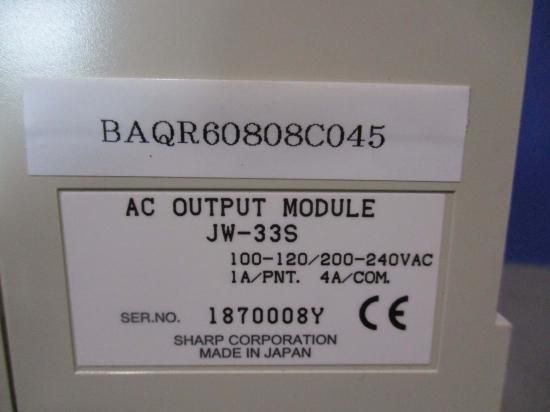 BAQR60808C045
AC OUTPUT MODULE
JW-33S
100-120/200-240VAC
1A/PNT. 4A/COM.
SER.NO. 1870008Y CE
SHARP CORPORATION
MADE IN JAPAN